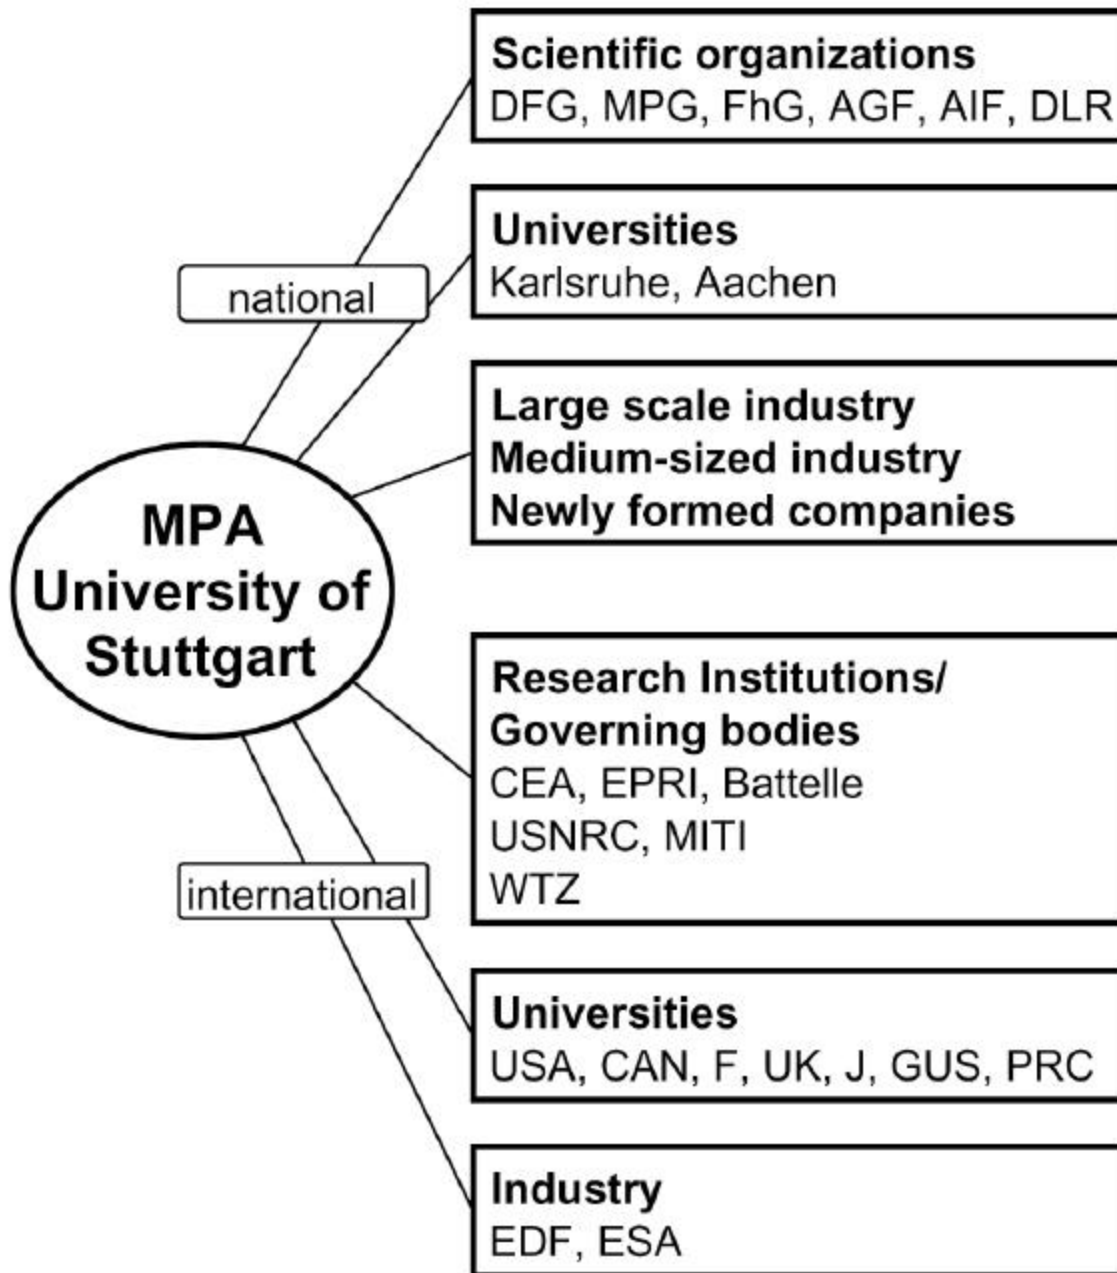 Scientific organizations
DFG, MPG, FhG, AGF, AIF, DLR
Universities
Karlsruhe, Aachen
national
Large scale industry
Medium-sized industry
Newly formed companies
MPA
University of
Stuttgart
Research Institutions/
Governing bodies
CEA, EPRI, Battelle
USNRC, MITI
WTZ
international
Universities
USA, CAN, F, UK, J, GUS, PRC
Industry
EDF, ESA